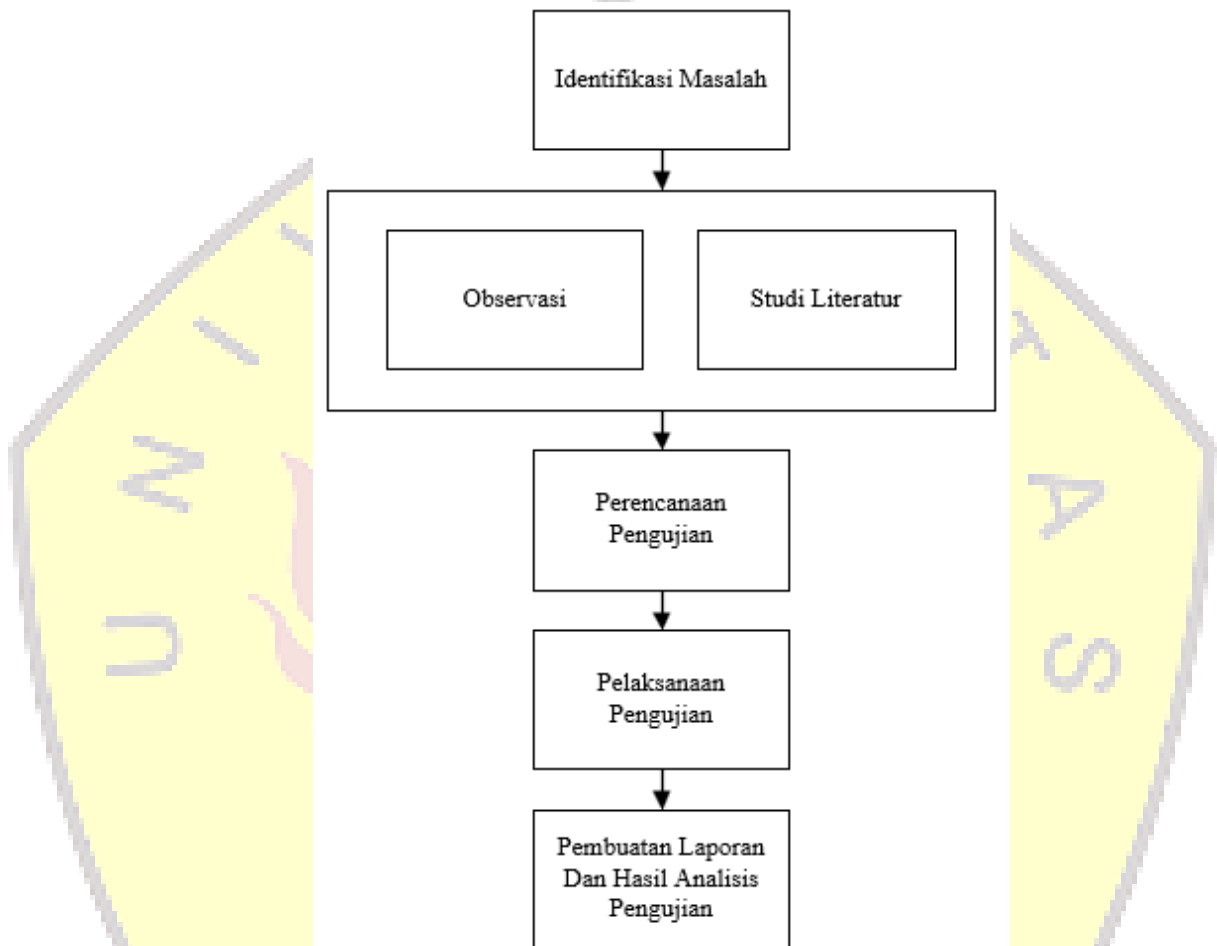 Identifikasi Masalah
Observasi
Studi Literatur
Perencanaan
Pengujian
Pelaksanaan
Pengujian
Pembuatan Laporan
Dan Hasil Analisis
Pengujian
U
N
I
A
S